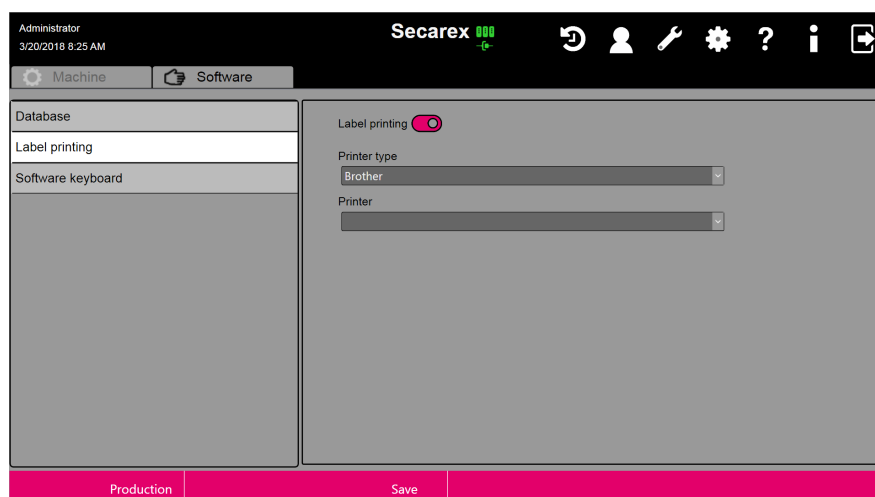 Administrator
3/20/2018 8:25 AM
Secarex
?
i
Machine
Software
Database
Label printing
Software keyboard
Label printing
Printer type
Brother
Printer
Production
Save